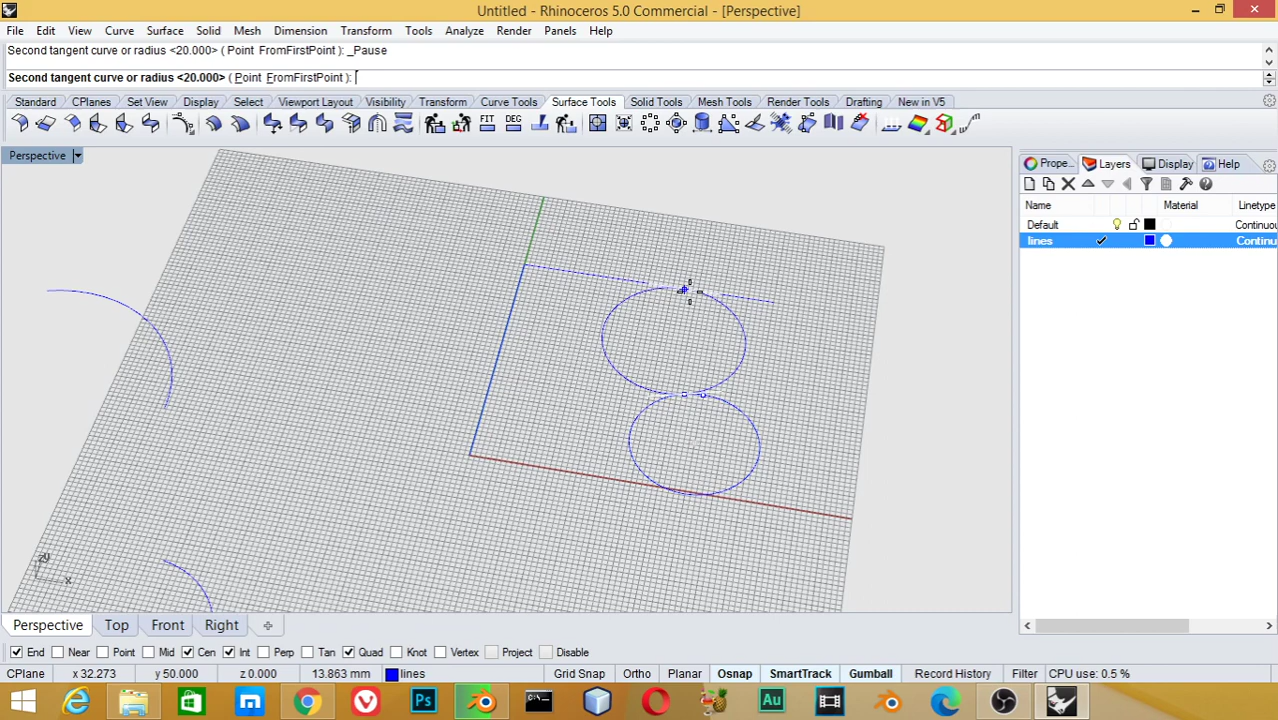 Untitled - Rhinoceros 5.0 Commercial - [Perspective]
File Edit View Curve Surface Solid Mesh Dimension Transform Tools Analyze Render Panels Help
Second tangent curve or radius <20.000> ( Point FromFirstPoint ): _Pause
Second tangent curve or radius <20.000> ( Point FromFirstPoint ):
Standard CPlanes Set View Display Select Viewport Layout Visibility Transform Curve Tools Surface Tools Solid Tools Mesh Tools Render Tools Drafting New in V5
FIT DEG
Perspective
Prope... Layers Display Help
Name Material Linetype
Default Continuou
lines Continu
x
Perspective Top Front Right
End Near Point Mid Cen Int Perp Tan Quad Knot Vertex Project Disable
CPlane x 32.273 y 50.000 z 0.000 13.863 mm lines Grid Snap Ortho Planar Osnap SmartTrack Gumball Record History Filter CPU use: 0.5 %
Ps Au